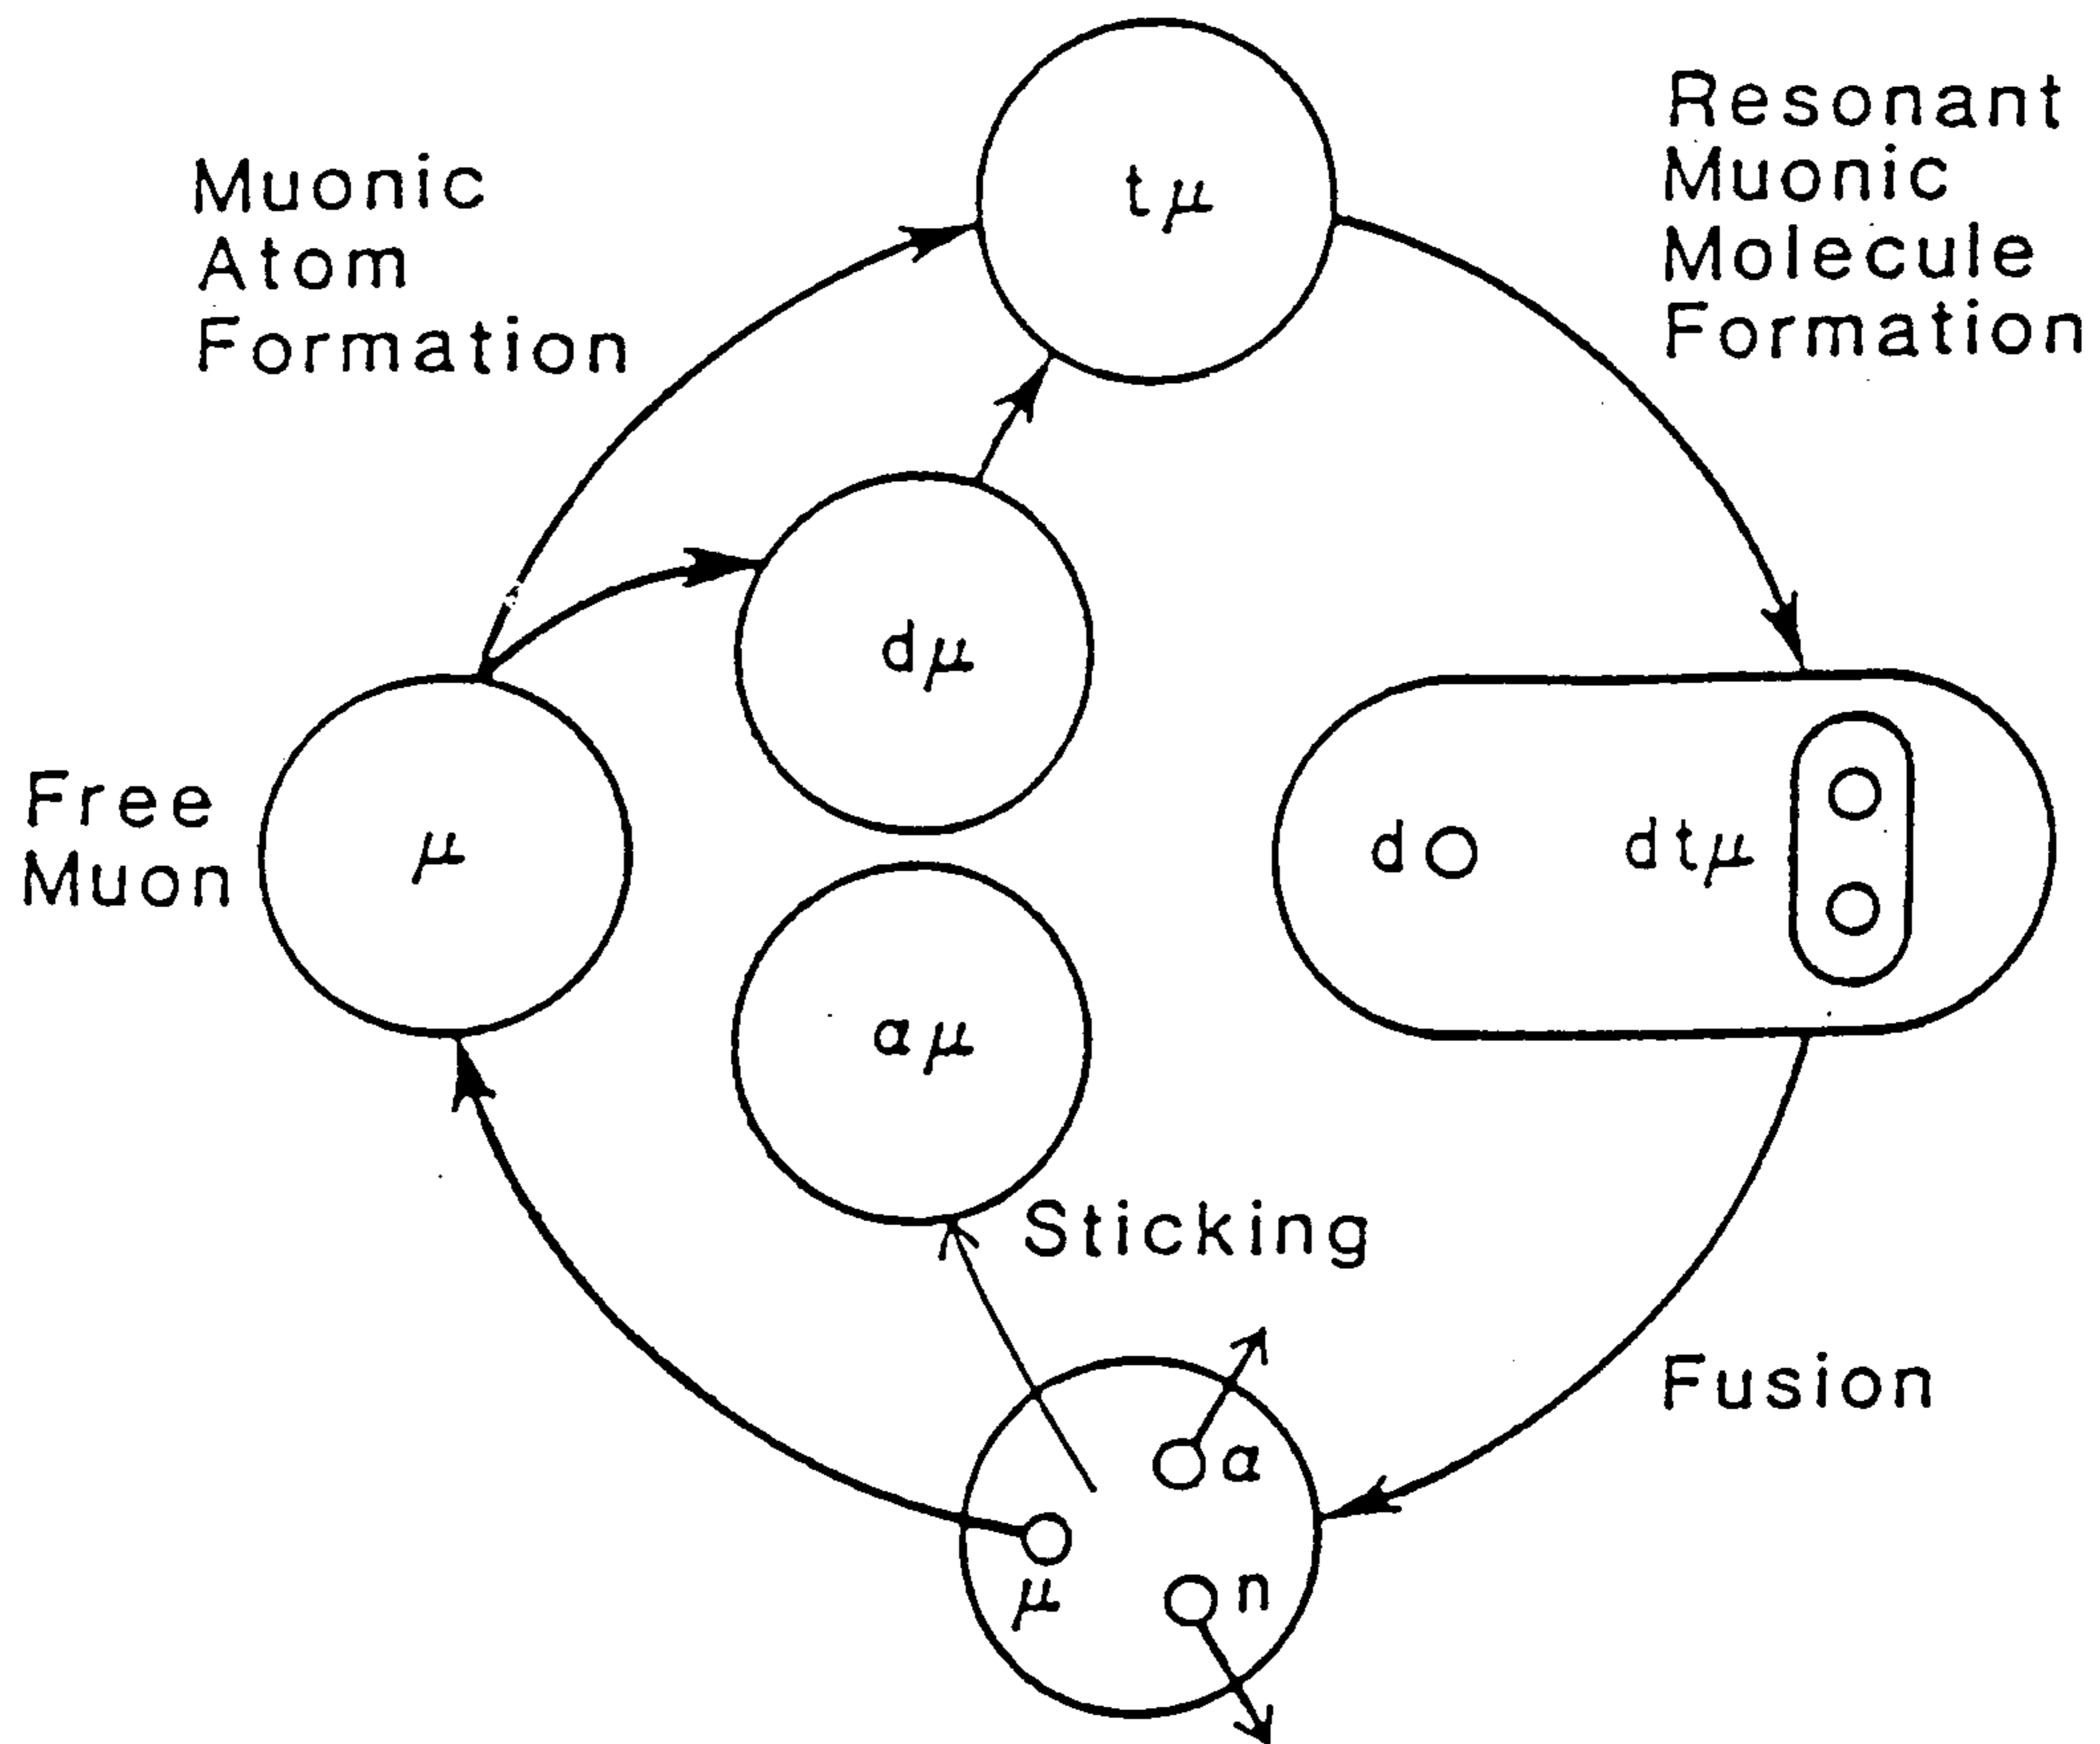 Muonic
Atom
Formation
tμ
Resonant
Muonic
Molecule
Formation
dμ
Free
Muon
μ
d
dtμ
αμ
Sticking
Fusion
α
μ
n